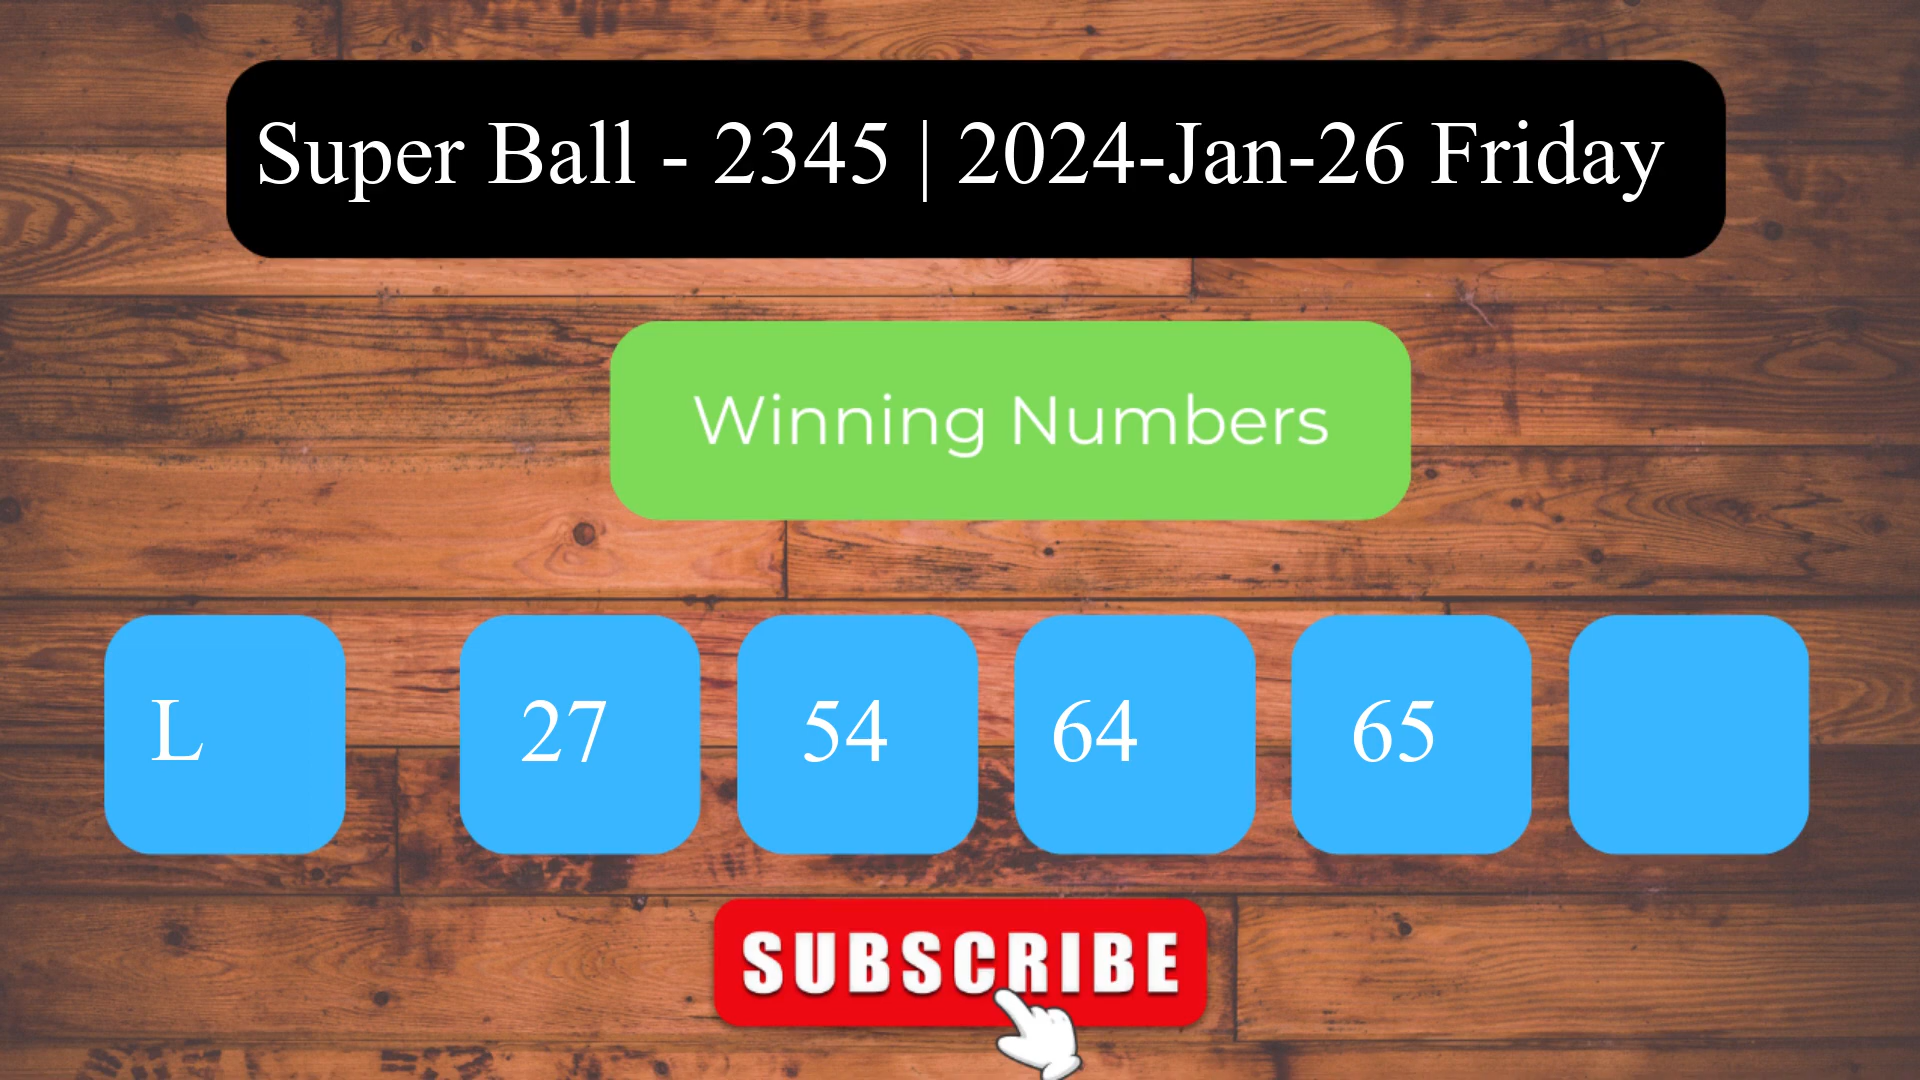 Super Ball - 2345 | 2024-Jan-26 Friday
Winning Numbers
L 27 54 64 65
SUBSCRIBE